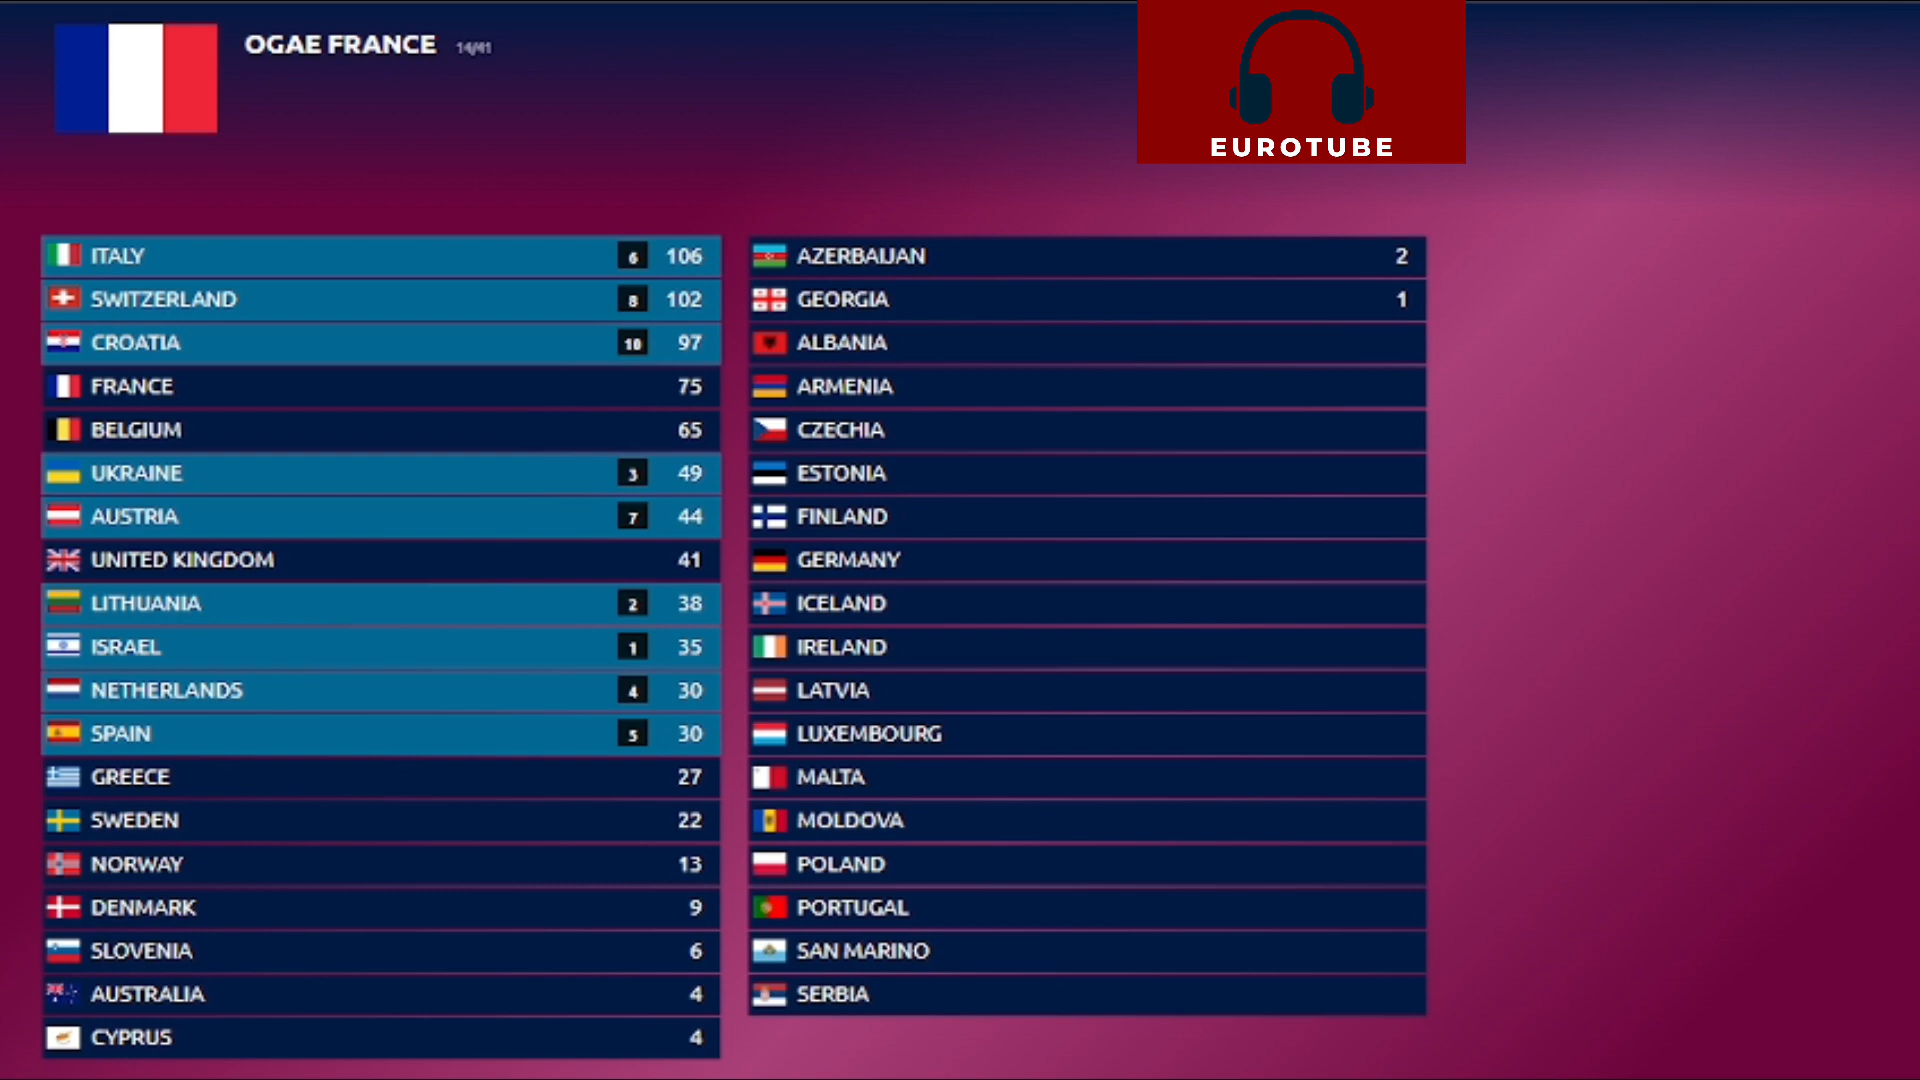 OGAE FRANCE 14/41
EUROTUBE
ITALY 6 106
SWITZERLAND 8 102
CROATIA 10 97
FRANCE 75
BELGIUM 65
UKRAINE 3 49
AUSTRIA 7 44
UNITED KINGDOM 41
LITHUANIA 2 38
ISRAEL 1 35
NETHERLANDS 4 30
SPAIN 5 30
GREECE 27
SWEDEN 22
NORWAY 13
DENMARK 9
SLOVENIA 6
AUSTRALIA 4
CYPRUS 4
AZERBAIJAN 2
GEORGIA 1
ALBANIA
ARMENIA
CZECHIA
ESTONIA
FINLAND
GERMANY
ICELAND
IRELAND
LATVIA
LUXEMBOURG
MALTA
MOLDOVA
POLAND
PORTUGAL
SAN MARINO
SERBIA